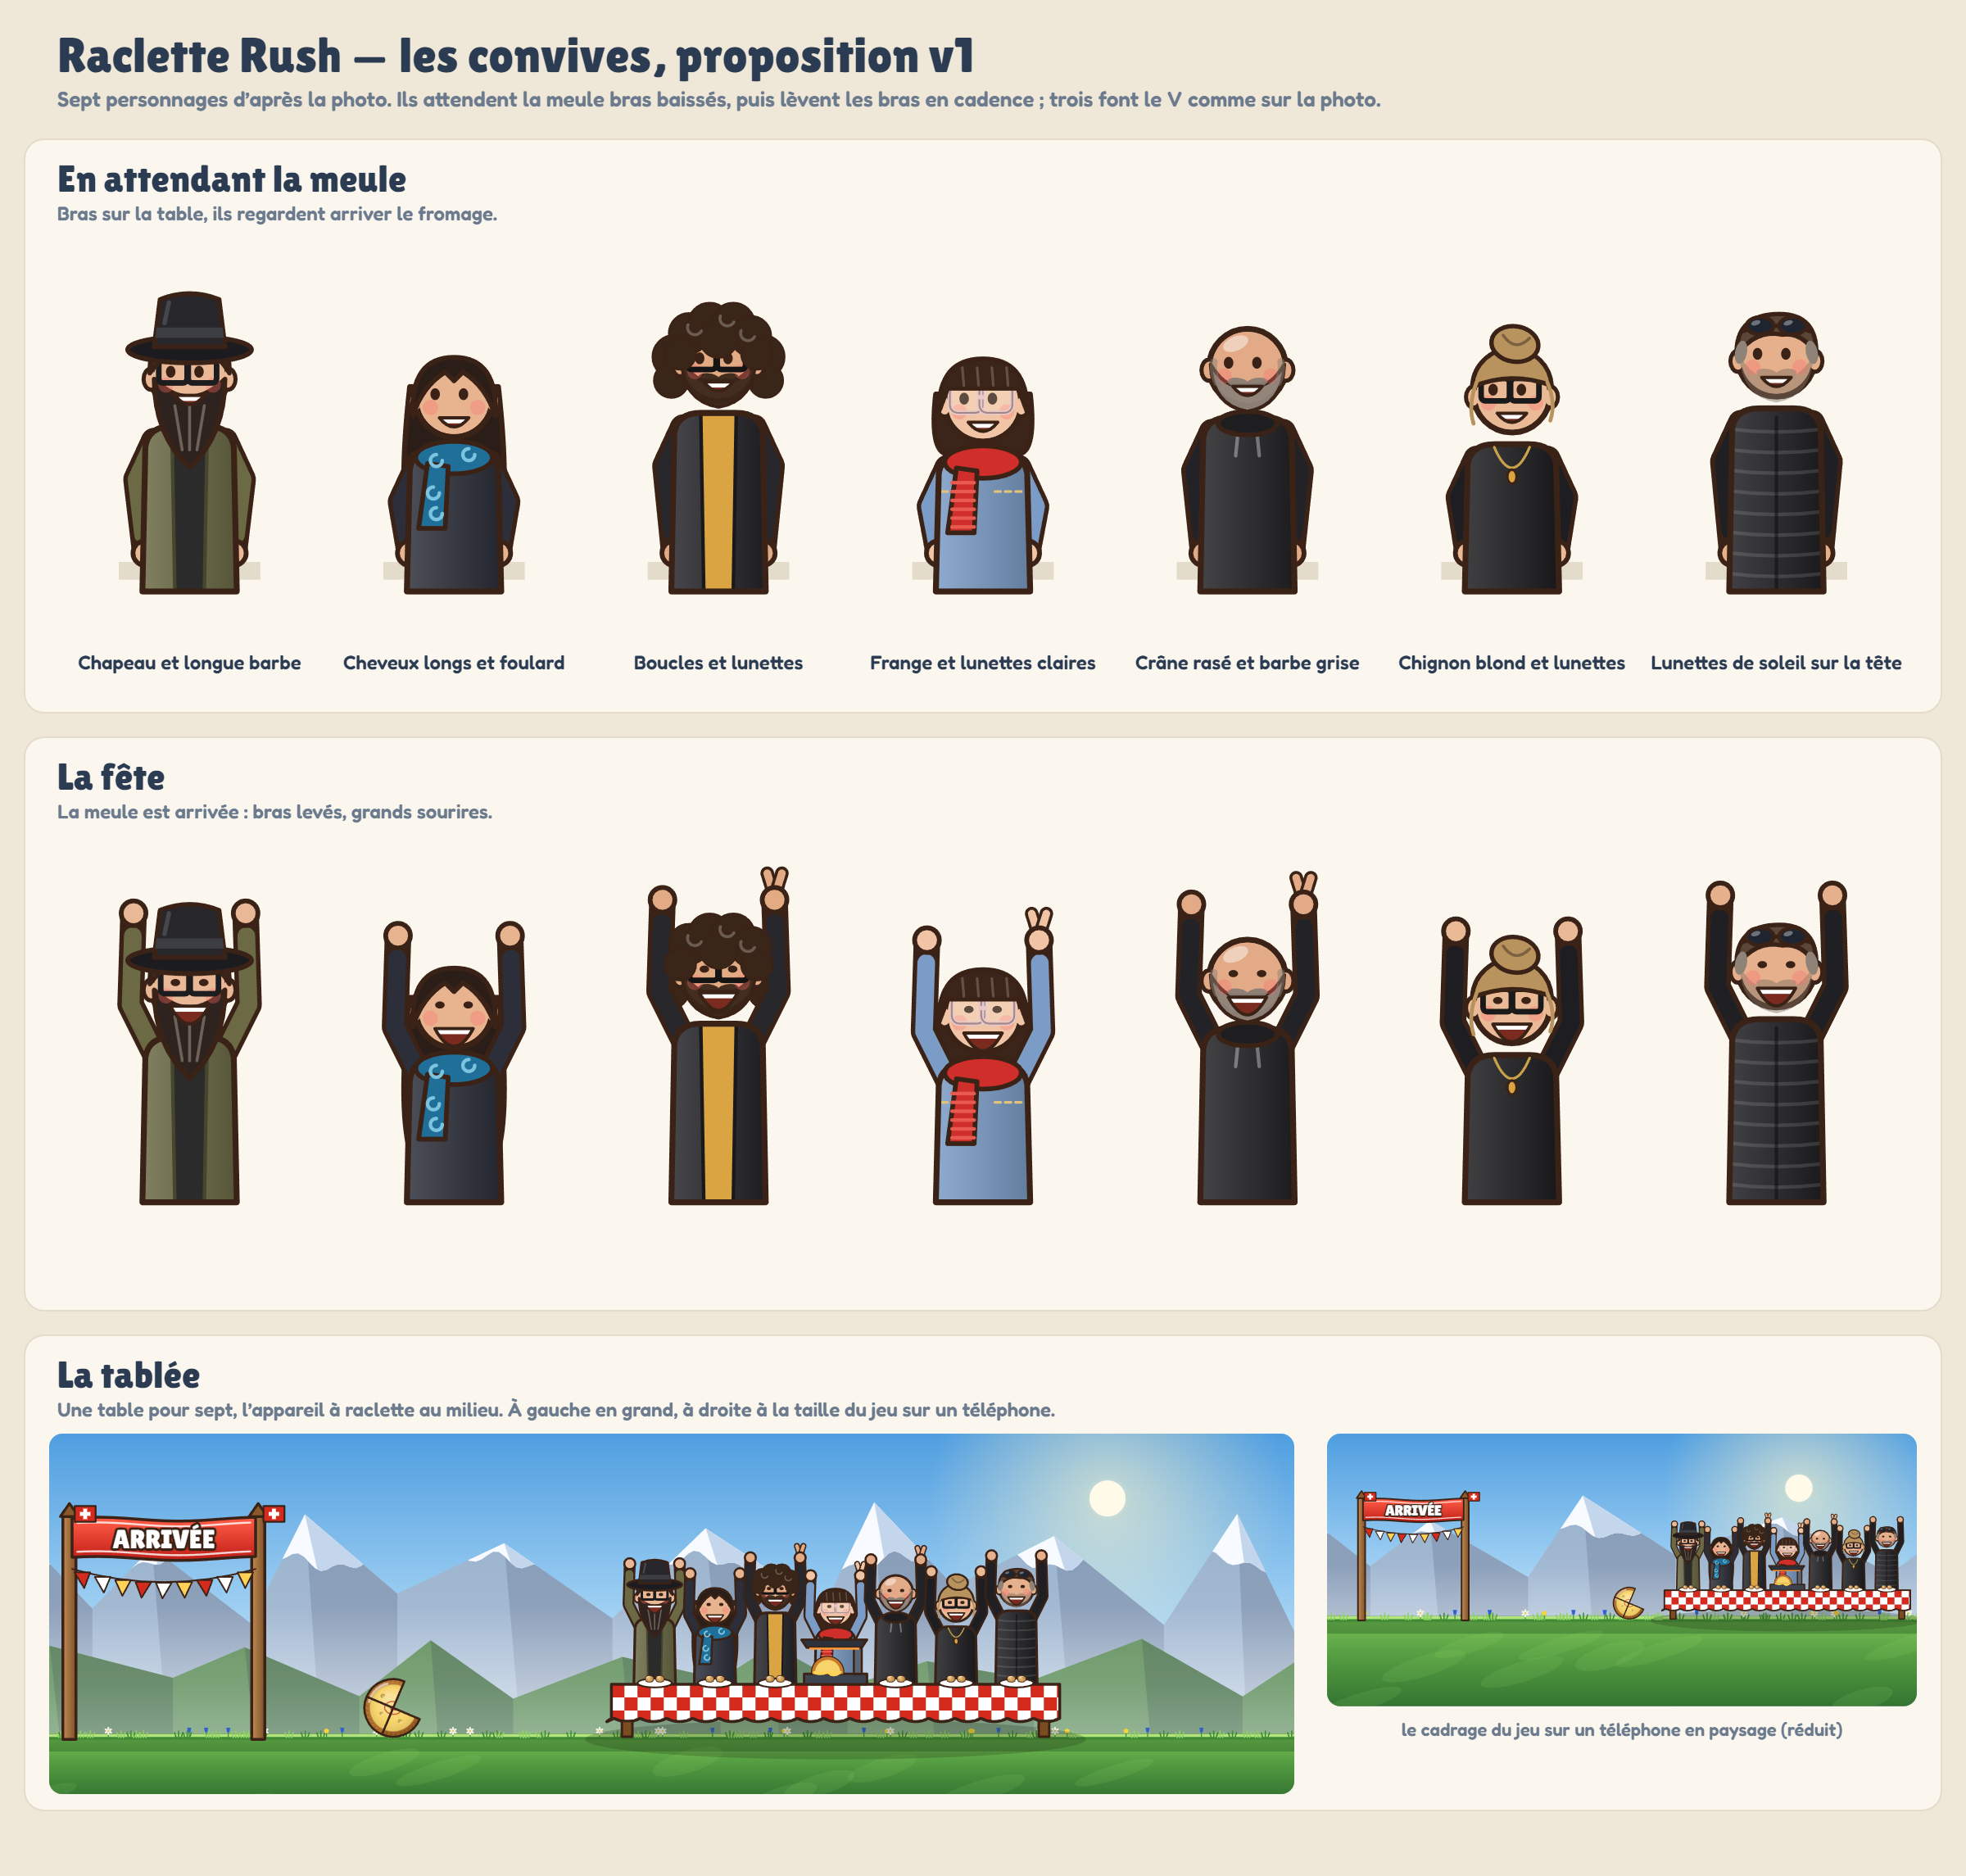 Raclette Rush — les convives, proposition v1
Sept personnages d’après la photo. Ils attendent la meule bras baissés, puis lèvent les bras en cadence ; trois font le V comme sur la photo.
En attendant la meule
Bras sur la table, ils regardent arriver le fromage.
Chapeau et longue barbe
Cheveux longs et foulard
Boucles et lunettes
Frange et lunettes claires
Crâne rasé et barbe grise
Chignon blond et lunettes
Lunettes de soleil sur la tête
La fête
La meule est arrivée : bras levés, grands sourires.
La tablée
Une table pour sept, l’appareil à raclette au milieu. À gauche en grand, à droite à la taille du jeu sur un téléphone.
ARRIVÉE
ARRIVÉE
le cadrage du jeu sur un téléphone en paysage (réduit)